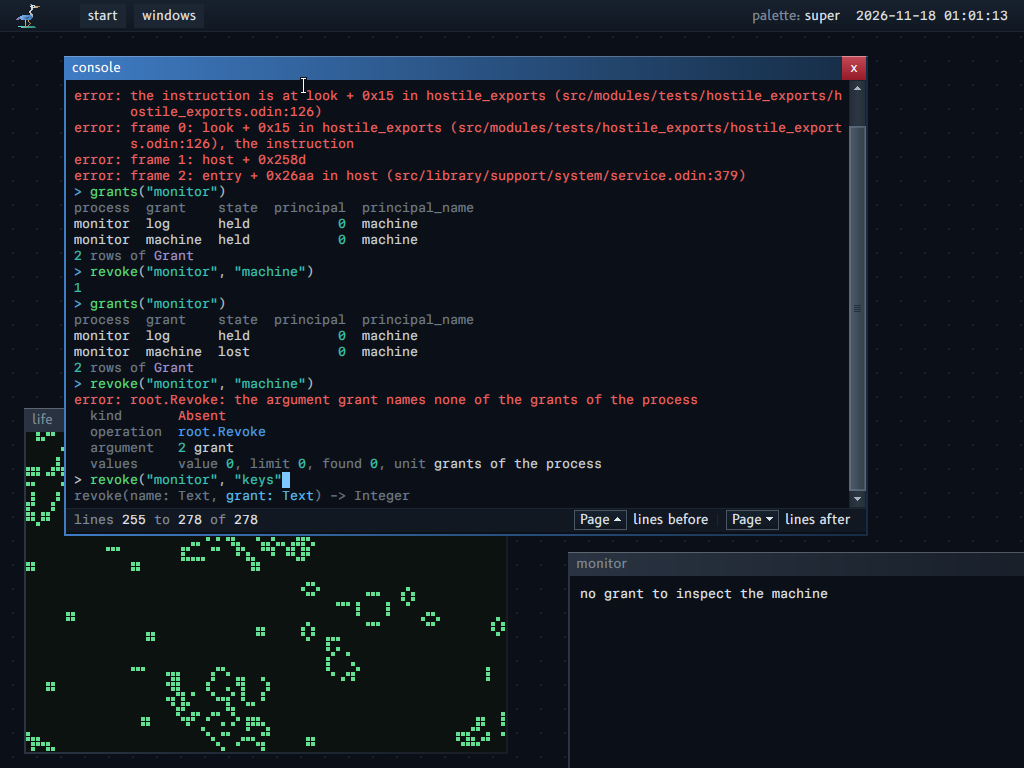 start windows palette: super 2026-11-18 01:01:13
console x
error: the instruction is at look + 0x15 in hostile_exports (src/modules/tests/hostile_exports/h
ostile_exports.odin:126)
error: frame 0: look + 0x15 in hostile_exports (src/modules/tests/hostile_exports/hostile_export
s.odin:126), the instruction
error: frame 1: host + 0x258d
error: frame 2: entry + 0x26aa in host (src/library/support/system/service.odin:379)
> grants("monitor")
process grant state principal principal_name
monitor log held 0 machine
monitor machine held 0 machine
2 rows of Grant
> revoke("monitor", "machine")
1
> grants("monitor")
process grant state principal principal_name
monitor log held 0 machine
monitor machine lost 0 machine
2 rows of Grant
> revoke("monitor", "machine")
error: root.Revoke: the argument grant names none of the grants of the process
kind Absent
operation root.Revoke
argument 2 grant
values value 0, limit 0, found 0, unit grants of the process
> revoke("monitor", "keys"
revoke(name: Text, grant: Text) -> Integer
lines 255 to 278 of 278 Page lines before Page lines after
life
monitor
no grant to inspect the machine